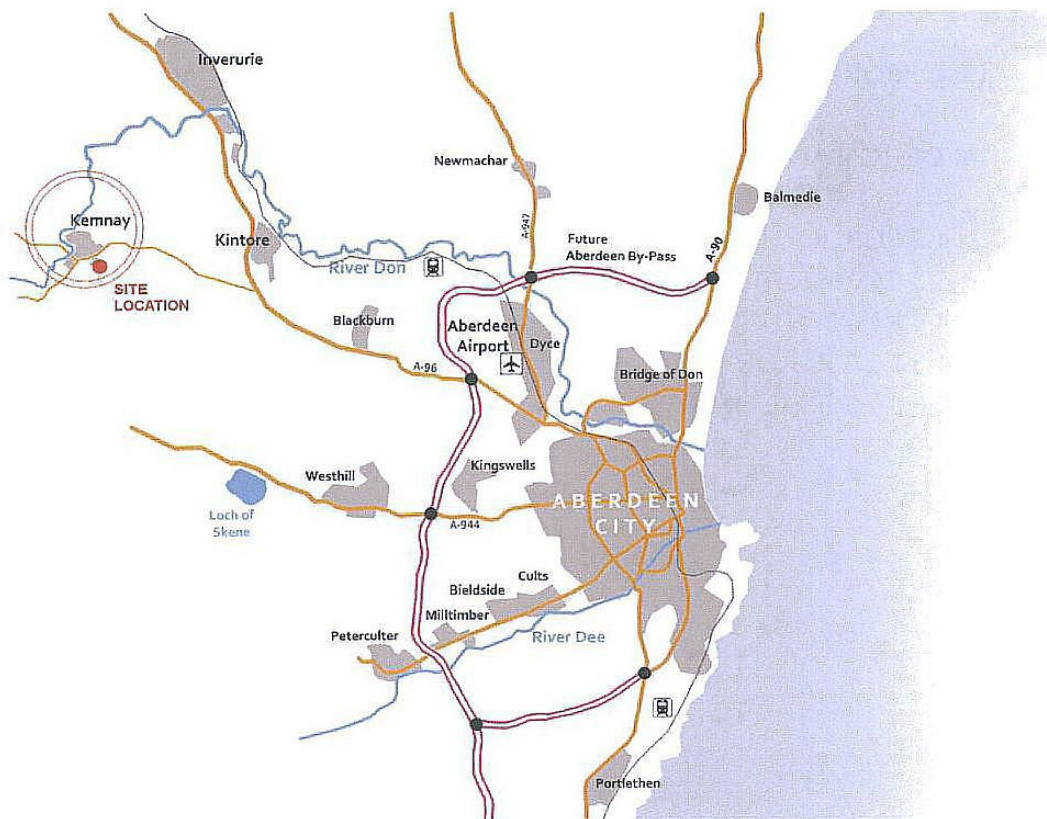 Inverurie
Newmachar
Balmedie
Kemnay
A-947
Kintore
Future
Aberdeen By-Pass
A-90
River Don
SITE
LOCATION
Blackburn
Aberdeen
Airport
Dyce
A-96
Bridge of Don
Westhill
Kingswells
ABERDEEN
CITY
Loch of
Skene
A-944
Cults
Bieldside
Milltimber
Peterculter
River Dee
Portlethen